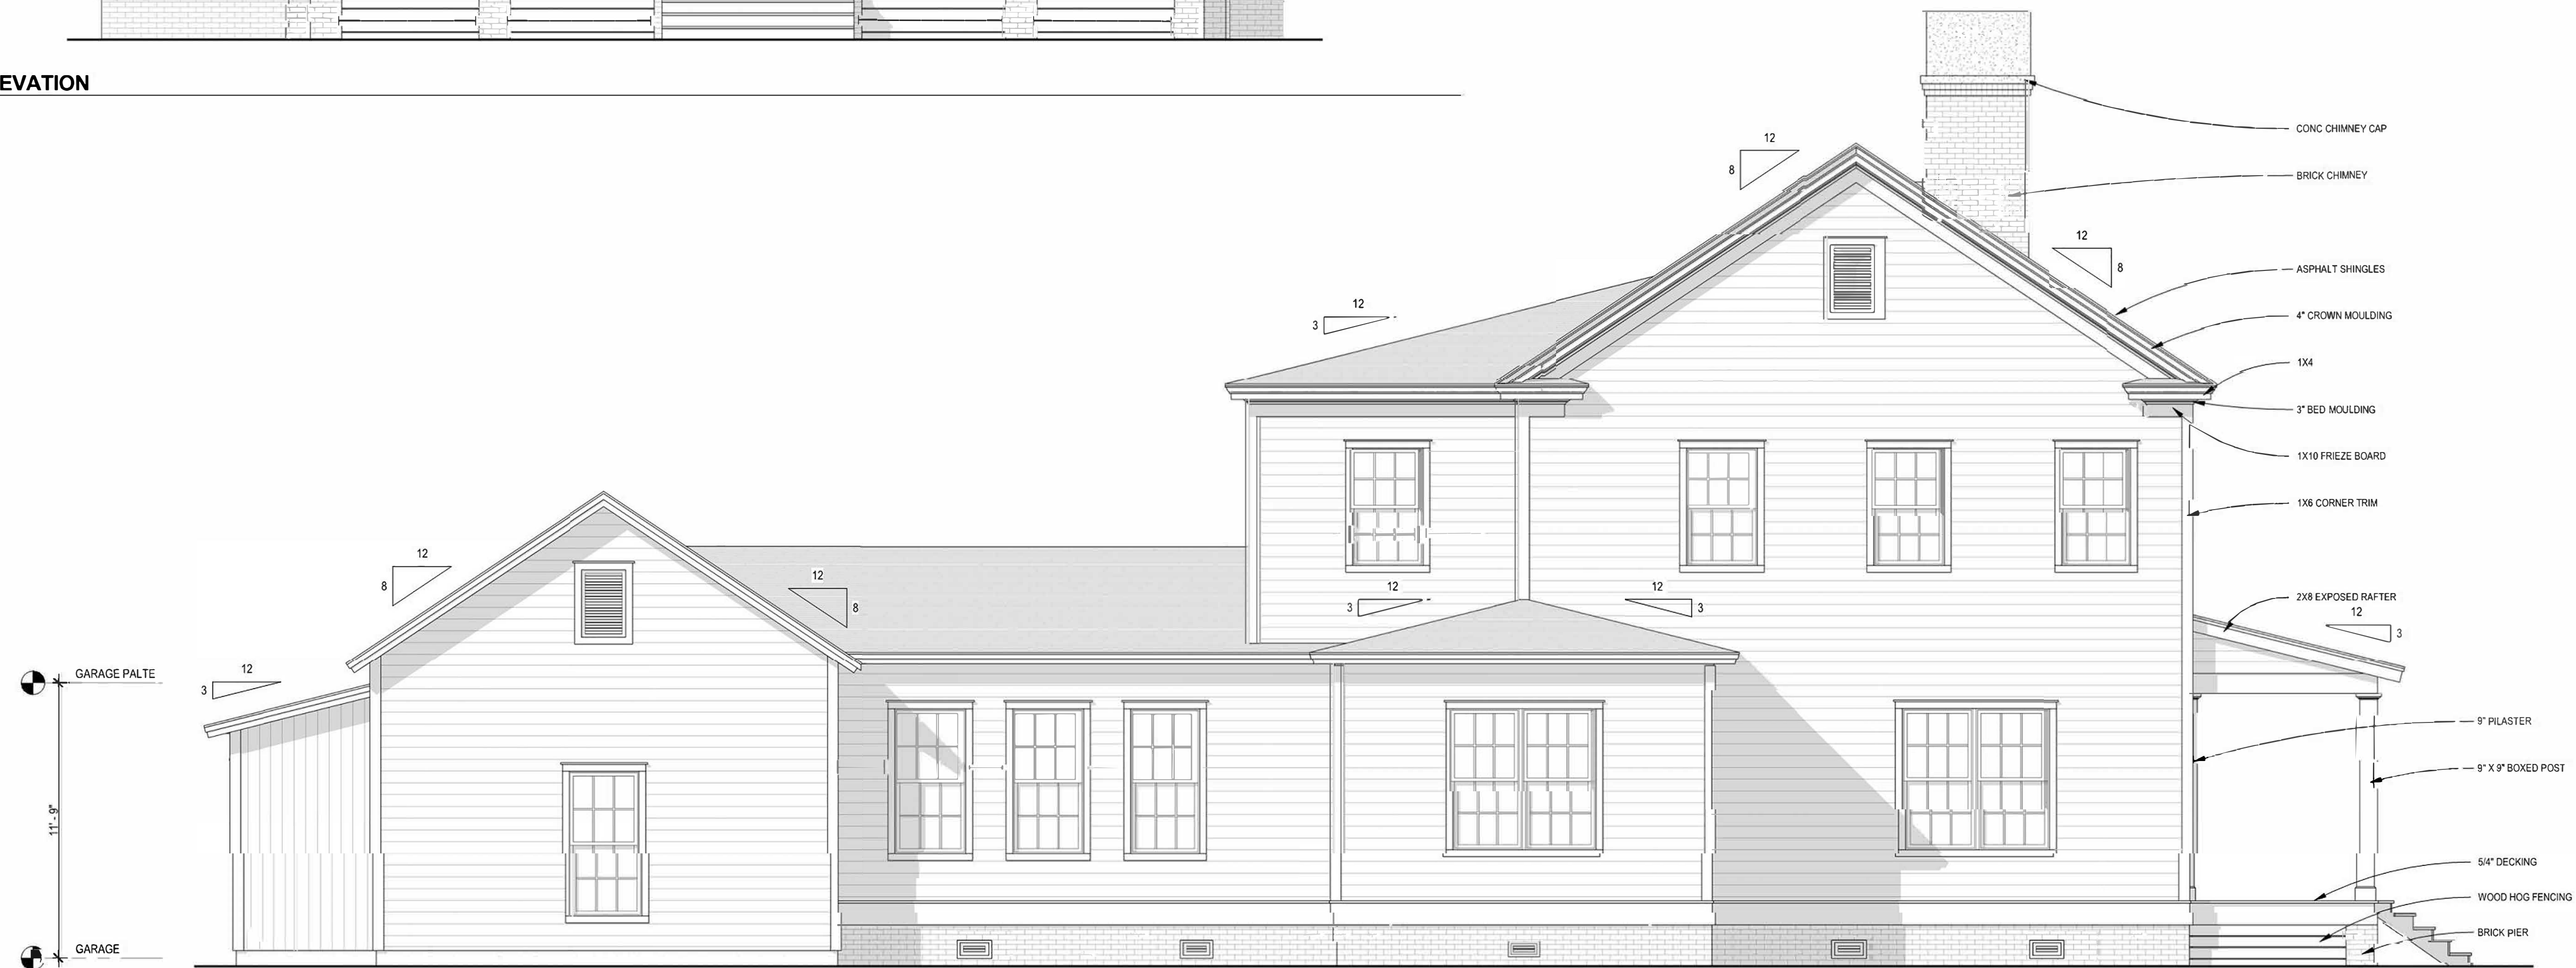 EVATION
CONC CHIMNEY CAP
12
8
BRICK CHIMNEY
12
8
ASPHALT SHINGLES
12
3
4" CROWN MOULDING
1X4
3" BED MOULDING
1X10 FRIEZE BOARD
1X6 CORNER TRIM
12
8
12
8
12
3
12
3
2X8 EXPOSED RAFTER
12
3
GARAGE PALTE
12
3
9" PILASTER
9" X 9" BOXED POST
11' - 9"
5/4" DECKING
WOOD HOG FENCING
BRICK PIER
GARAGE